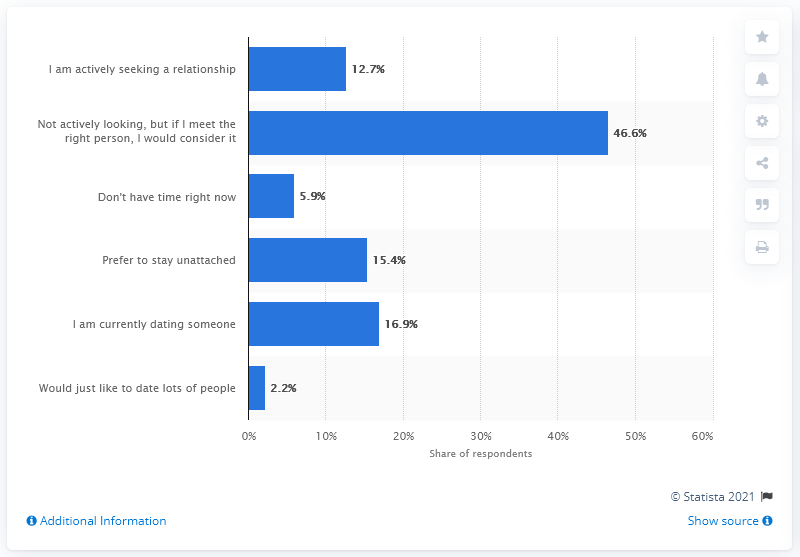 I am actively seeking a relationship
12.7%
Not actively looking, but if I meet the
right person, I would consider it
46.6%
Don't have time right now
5.9%
Prefer to stay unattached
15.4%
I am currently dating someone
16.9%
Would just like to date lots of people
2.2%
0% 10% 20% 30% 40% 50% 60%
Share of respondents
© Statista 2021
Additional Information
Show source